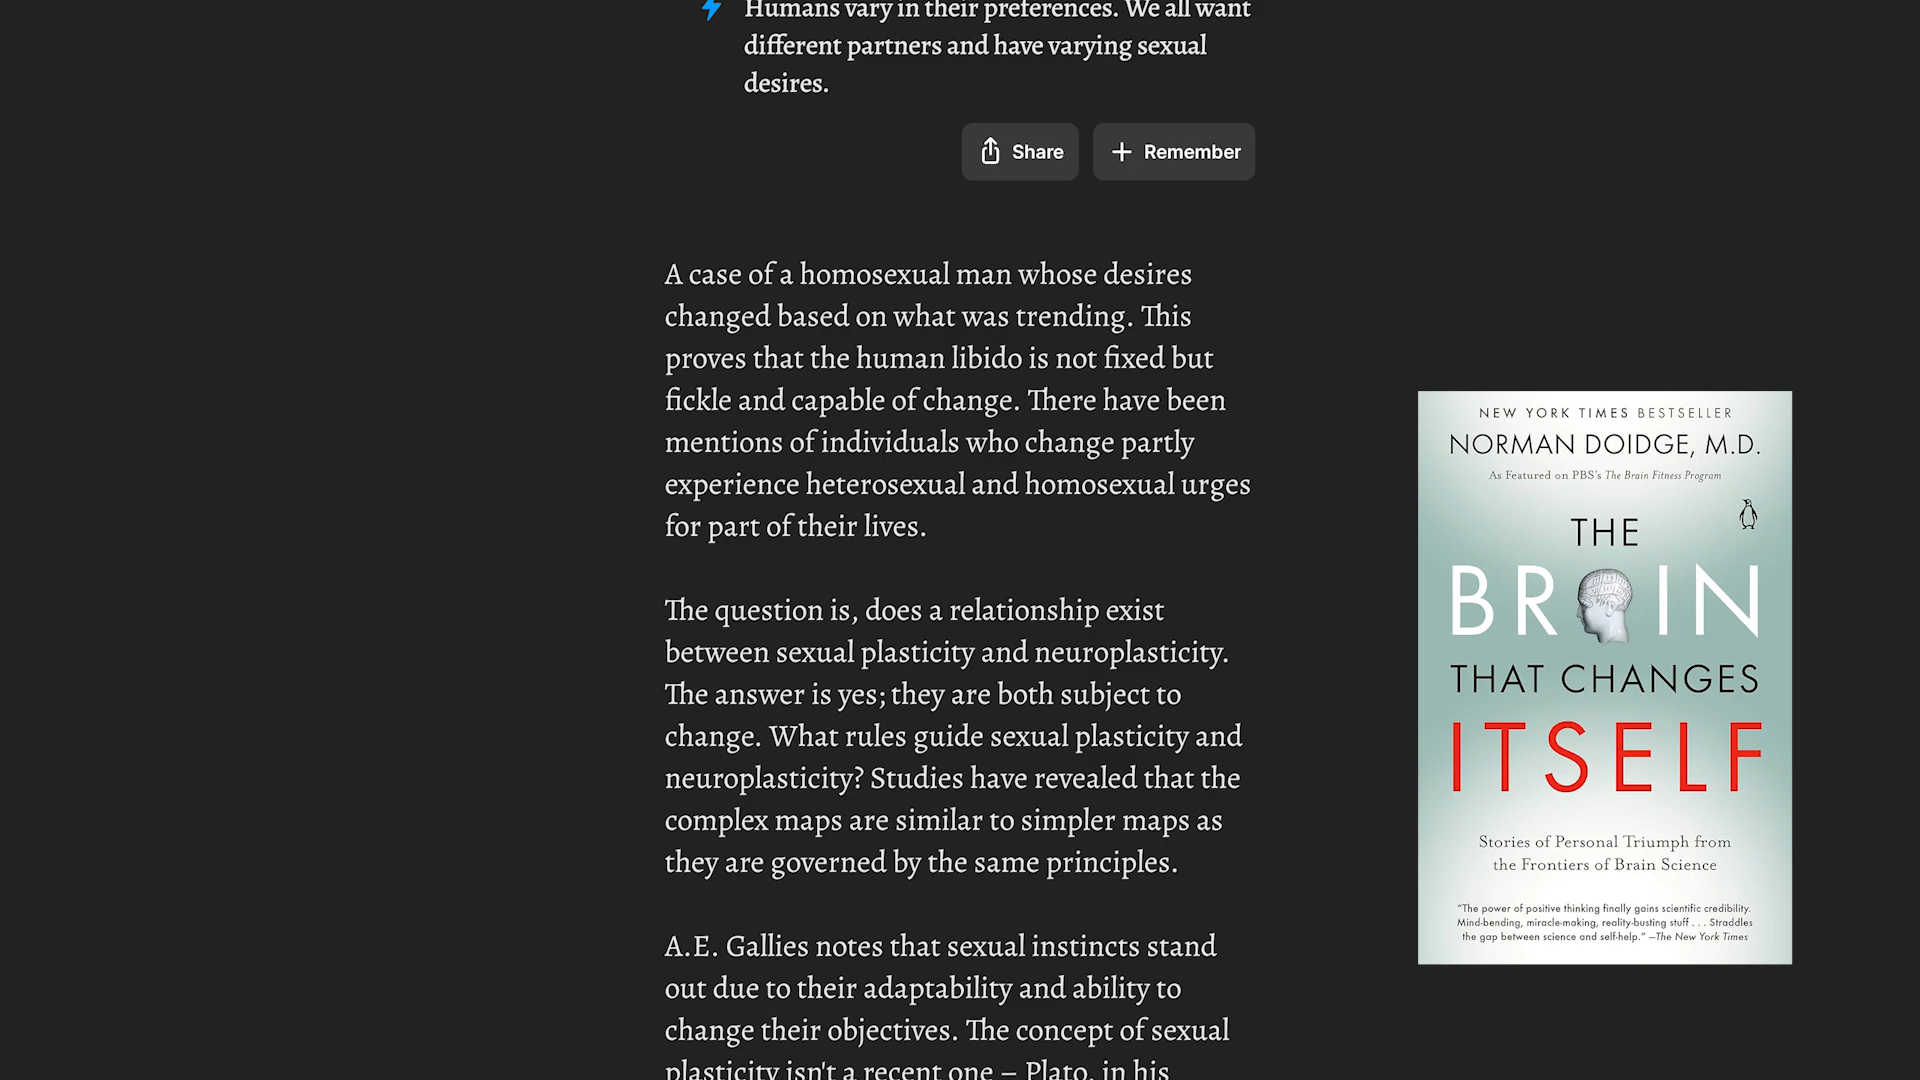 Humans vary in their preferences. We all want
different partners and have varying sexual
desires.
Share
Remember
A case of a homosexual man whose desires
changed based on what was trending. This
proves that the human libido is not fixed but
fickle and capable of change. There have been
mentions of individuals who change partly
experience heterosexual and homosexual urges
for part of their lives.
The question is, does a relationship exist
between sexual plasticity and neuroplasticity.
The answer is yes; they are both subject to
change. What rules guide sexual plasticity and
neuroplasticity? Studies have revealed that the
complex maps are similar to simpler maps as
they are governed by the same principles.
A.E. Gallies notes that sexual instincts stand
out due to their adaptability and ability to
change their objectives. The concept of sexual
plasticity isn't a recent one – Plato, in his
NEW YORK TIMES BESTSELLER
NORMAN DOIDGE, M.D.
As Featured on PBS's The Brain Fitness Program
THE
BRAIN
THAT CHANGES
ITSELF
Stories of Personal Triumph from
the Frontiers of Brain Science
"The power of positive thinking finally gains scientific credibility.
Mind-bending, miracle-making, reality-busting stuff . . . Straddles
the gap between science and self-help." —The New York Times